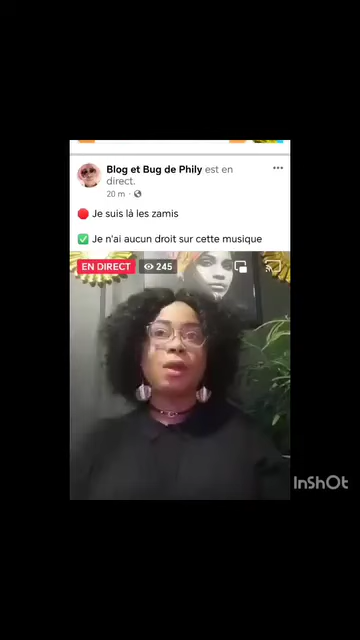 Blog et Bug de Phily est en
direct.
20 m ·
Je suis là les zamis
Je n'ai aucun droit sur cette musique
EN DIRECT 245
InShOt